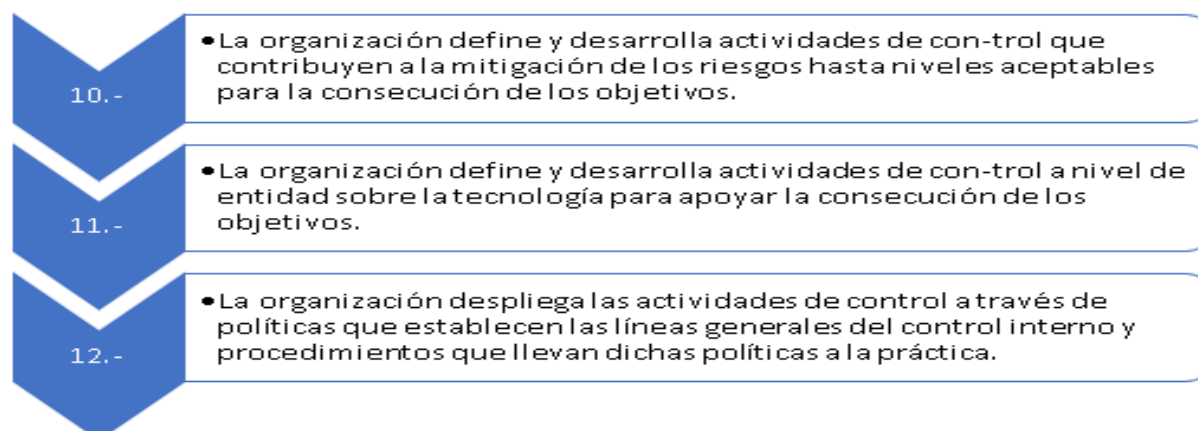 10.-
•La organización define y desarrolla actividades de con-trol que
contribuyen a la mitigación de los riesgos hasta niveles aceptables
para la consecución de los objetivos.
11.-
•La organización define y desarrolla actividades de con-trol a nivel de
entidad sobre la tecnología para apoyar la consecución de los
objetivos.
12.-
•La organización despliega las actividades de control a través de
políticas que establecen las líneas generales del control interno y
procedimientos que llevan dichas políticas a la práctica.